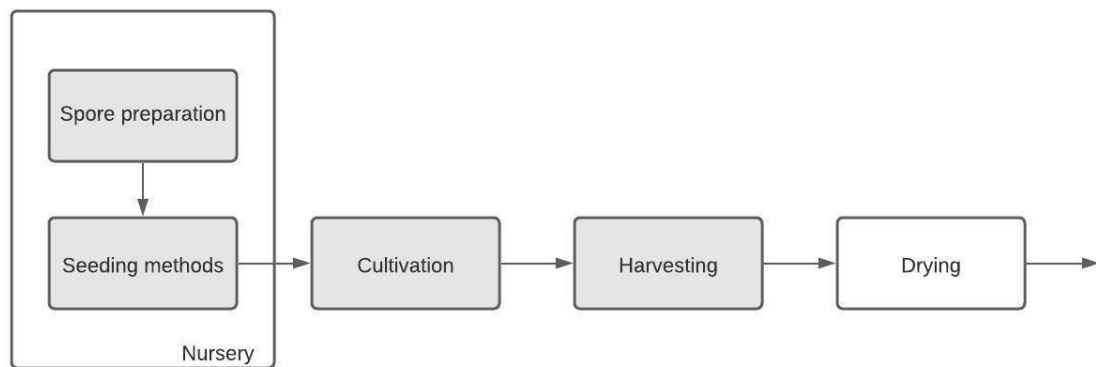 Spore preparation
Seeding methods
Cultivation
Harvesting
Drying
Nursery